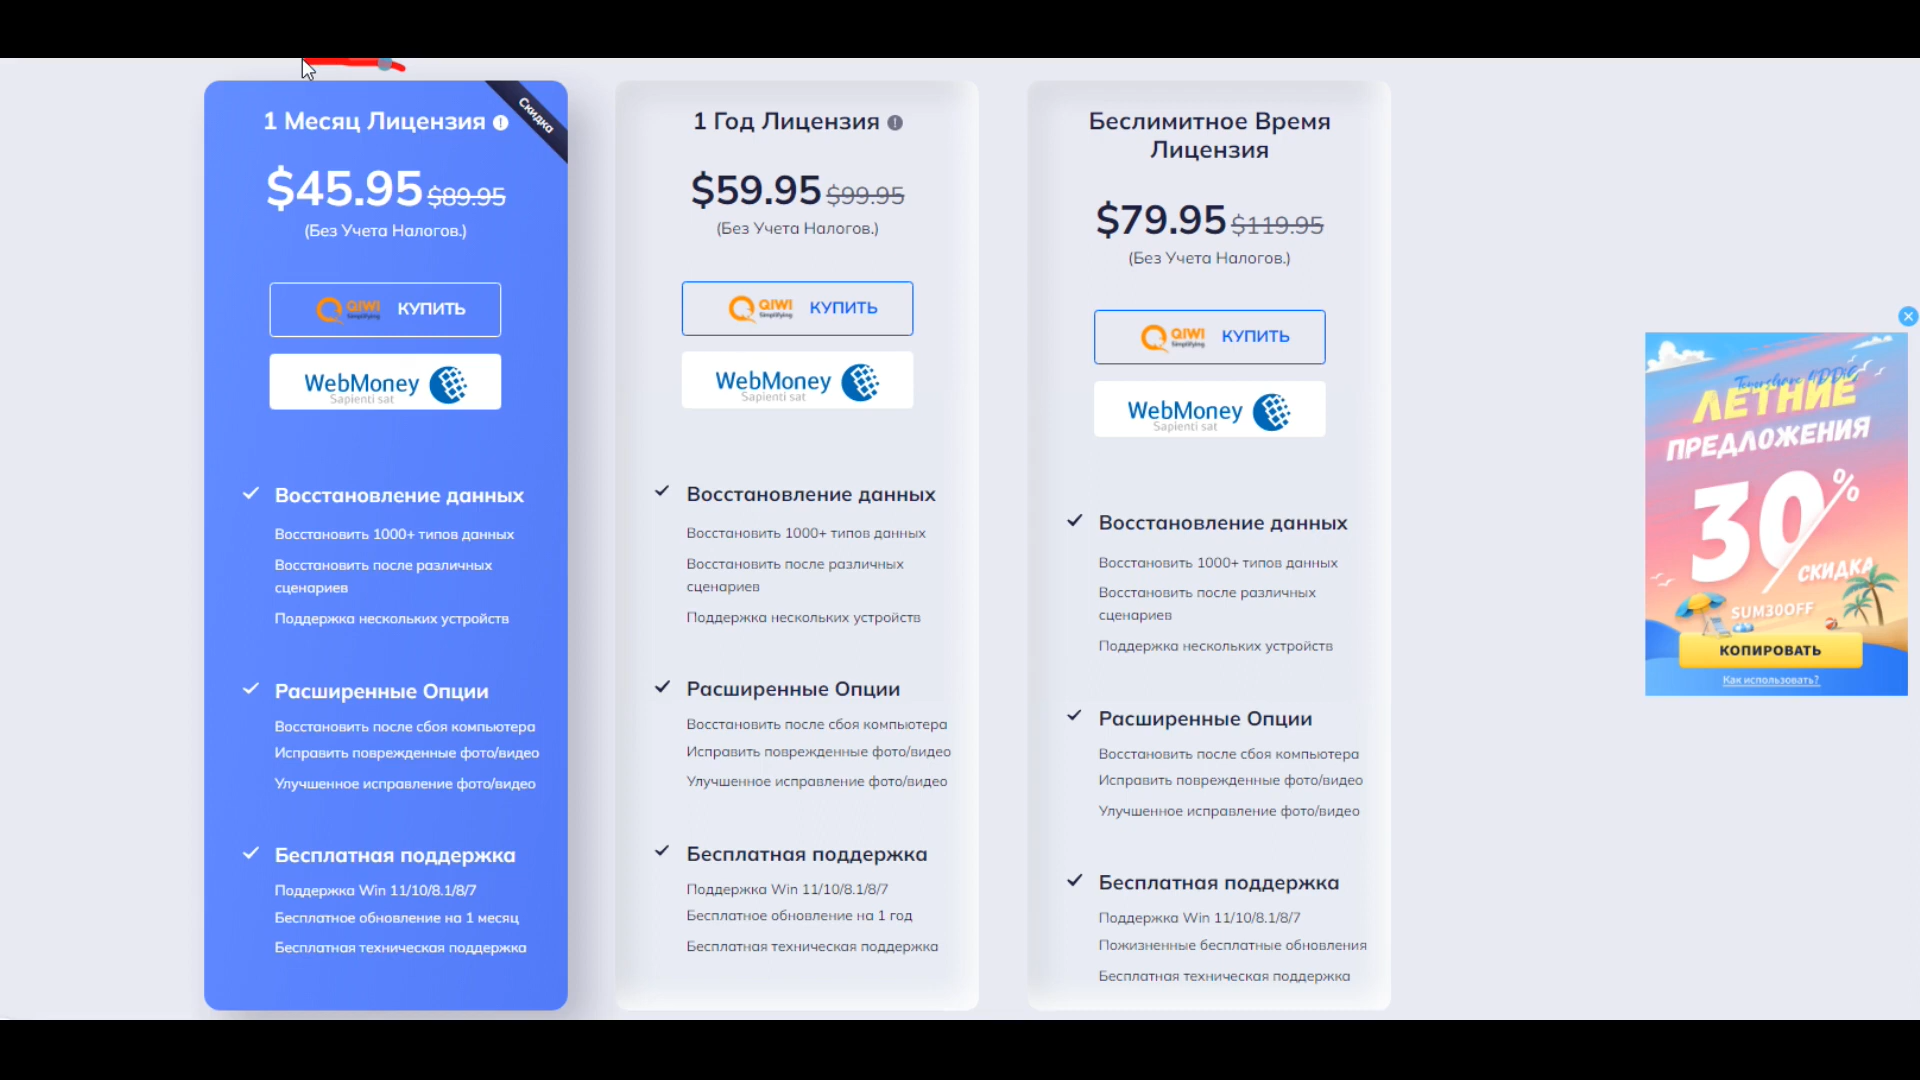 1 Месяц Лицензия
Скидка
$45.95 $89.95
(Без Учета Налогов.)
QIWI КУПИТЬ
Simplifying
WebMoney
Sapienti sat
Восстановление данных
Восстановить 1000+ типов данных
Восстановить после различных
сценариев
Поддержка нескольких устройств
Расширенные Опции
Восстановить после сбоя компьютера
Исправить поврежденные фото/видео
Улучшенное исправление фото/видео
Бесплатная поддержка
Поддержка Win 11/10/8.1/8/7
Бесплатное обновление на 1 месяц
Бесплатная техническая поддержка
1 Год Лицензия
$59.95 $99.95
(Без Учета Налогов.)
QIWI КУПИТЬ
Simplifying
WebMoney
Sapienti sat
Восстановление данных
Восстановить 1000+ типов данных
Восстановить после различных
сценариев
Поддержка нескольких устройств
Расширенные Опции
Восстановить после сбоя компьютера
Исправить поврежденные фото/видео
Улучшенное исправление фото/видео
Бесплатная поддержка
Поддержка Win 11/10/8.1/8/7
Бесплатное обновление на 1 год
Бесплатная техническая поддержка
Беслимитное Время
Лицензия
$79.95 $119.95
(Без Учета Налогов.)
QIWI КУПИТЬ
Simplifying
WebMoney
Sapienti sat
Восстановление данных
Восстановить 1000+ типов данных
Восстановить после различных
сценариев
Поддержка нескольких устройств
Расширенные Опции
Восстановить после сбоя компьютера
Исправить поврежденные фото/видео
Улучшенное исправление фото/видео
Бесплатная поддержка
Поддержка Win 11/10/8.1/8/7
Пожизненные бесплатные обновления
Бесплатная техническая поддержка
Tenorshare 4DDiG
ЛЕТНИЕ
ПРЕДЛОЖЕНИЯ
30%
СКИДКА
SUM30OFF
КОПИРОВАТЬ
Как использовать?